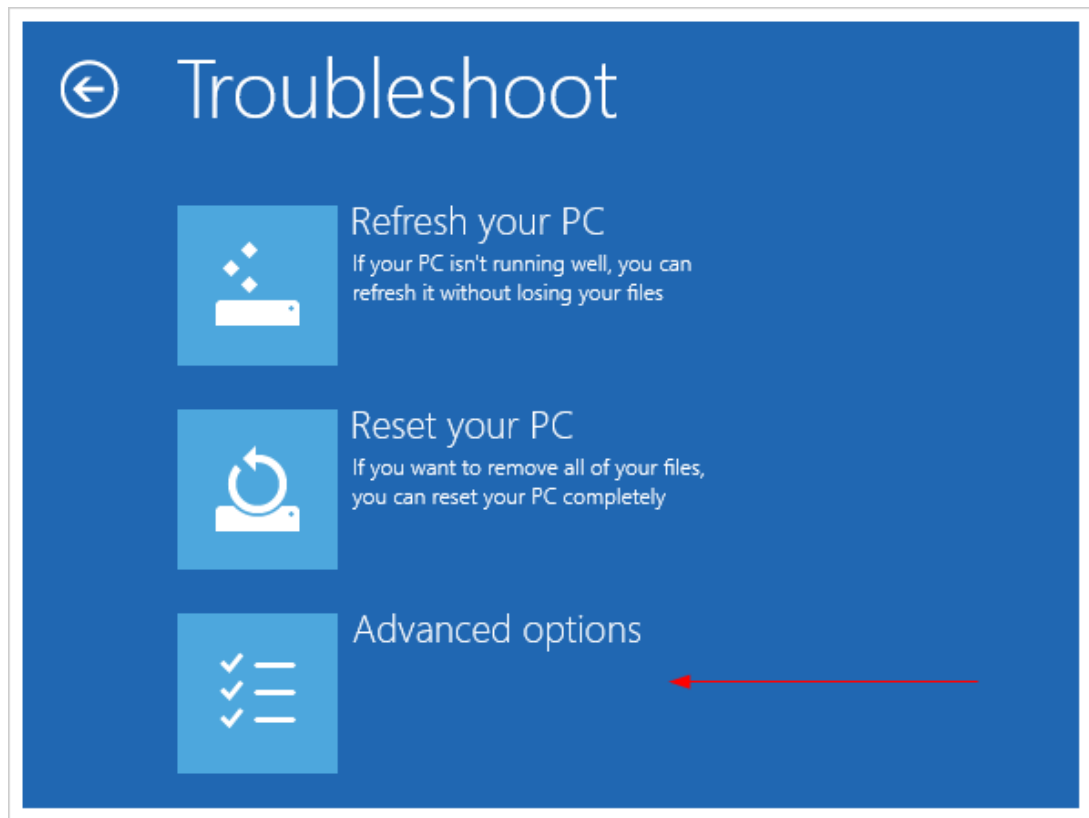 Troubleshoot
Refresh your PC
If your PC isn't running well, you can
refresh it without losing your files
Reset your PC
If you want to remove all of your files,
you can reset your PC completely
Advanced options